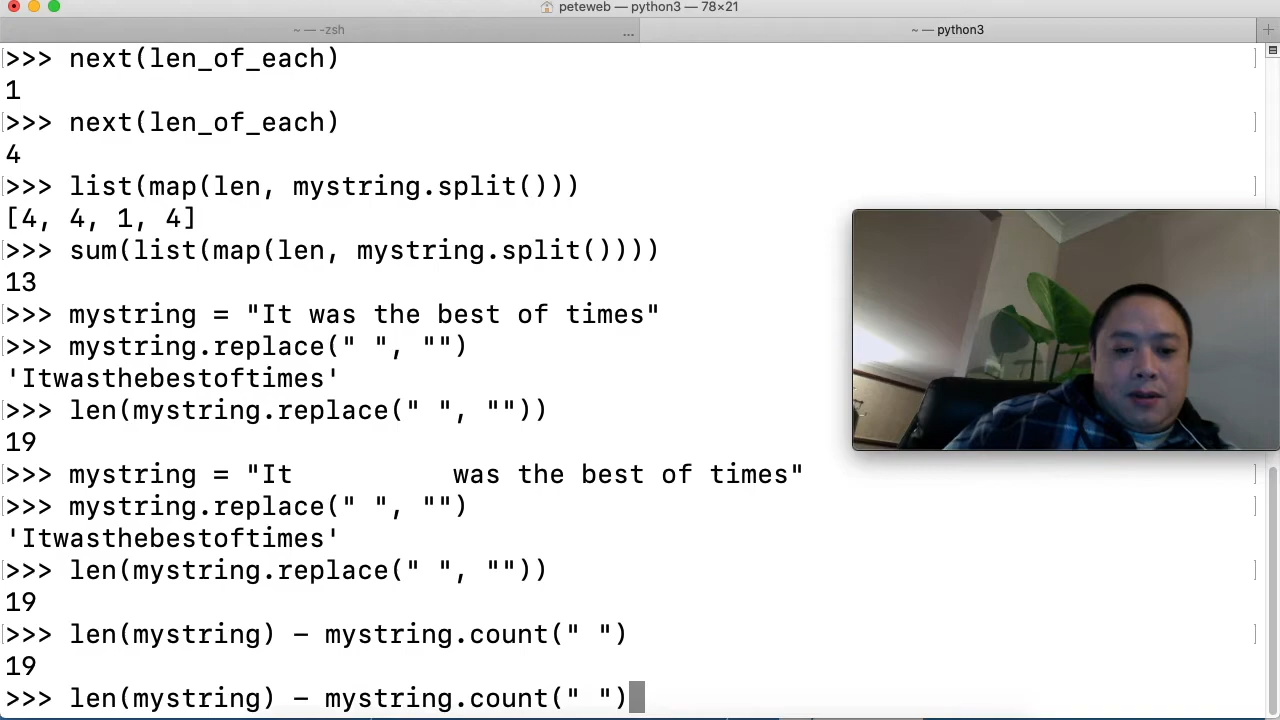 peteweb — python3 — 78×21
~ — -zsh ... ~ — python3
>>> next(len_of_each)
1
>>> next(len_of_each)
4
>>> list(map(len, mystring.split()))
[4, 4, 1, 4]
>>> sum(list(map(len, mystring.split())))
13
>>> mystring = "It was the best of times"
>>> mystring.replace(" ", "")
'Itwasthebestoftimes'
>>> len(mystring.replace(" ", ""))
19
>>> mystring = "It          was the best of times"
>>> mystring.replace(" ", "")
'Itwasthebestoftimes'
>>> len(mystring.replace(" ", ""))
19
>>> len(mystring) - mystring.count(" ")
19
>>> len(mystring) - mystring.count(" ")